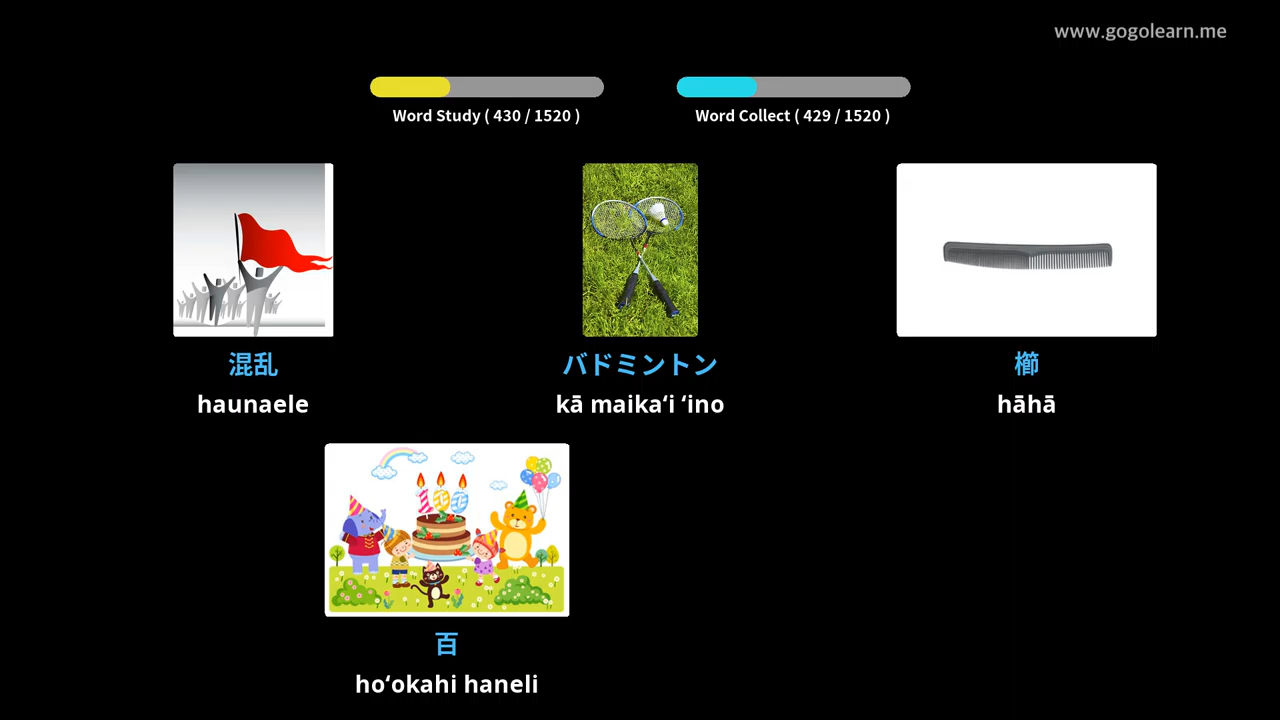 www.gogolearn.me
Word Study ( 430 / 1520 )
Word Collect ( 429 / 1520 )
混乱
haunaele
バドミントン
kā maikaʻi ʻino
櫛
hāhā
100
百
hoʻokahi haneli